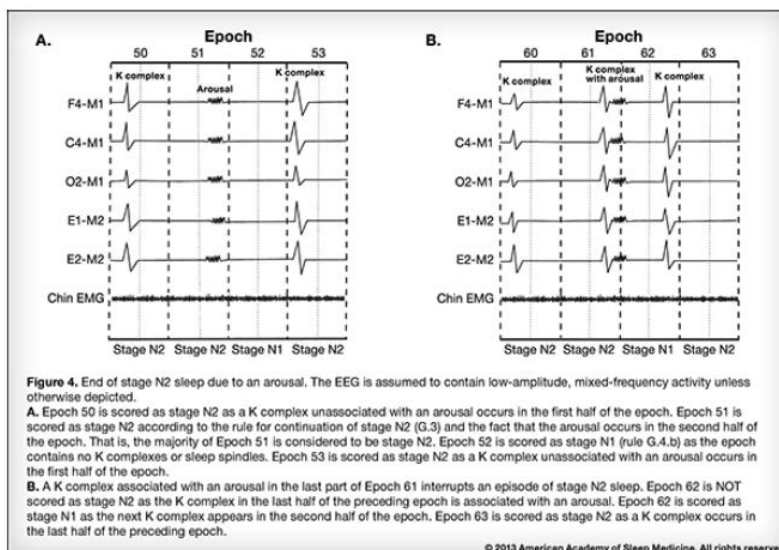 A.
Epoch
50 51 52 53
K complex
Arousal
K complex
F4-M1
C4-M1
O2-M1
E1-M2
E2-M2
Chin EMG
Stage N2 Stage N2 Stage N1 Stage N2
B.
Epoch
60 61 62 63
K complex
K complex
with arousal
K complex
F4-M1
C4-M1
O2-M1
E1-M2
E2-M2
Chin EMG
Stage N2 Stage N2 Stage N1 Stage N2
Figure 4. End of stage N2 sleep due to an arousal. The EEG is assumed to contain low-amplitude, mixed-frequency activity unless
otherwise depicted.
A. Epoch 50 is scored as stage N2 as a K complex unassociated with an arousal occurs in the first half of the epoch. Epoch 51 is
scored as stage N2 according to the rule for continuation of stage N2 (G.3) and the fact that the arousal occurs in the second half of
the epoch. That is, the majority of Epoch 51 is considered to be stage N2. Epoch 52 is scored as stage N1 (rule G.4.b) as the epoch
contains no K complexes or sleep spindles. Epoch 53 is scored as stage N2 as a K complex unassociated with an arousal occurs in
the first half of the epoch.
B. A K complex associated with an arousal in the last part of Epoch 61 interrupts an episode of stage N2 sleep. Epoch 62 is NOT
scored as stage N2 as the K complex in the last half of the preceding epoch is associated with an arousal. Epoch 62 is scored as
stage N1 as the next K complex appears in the second half of the epoch. Epoch 63 is scored as stage N2 as a K complex occurs in
the last half of the preceding epoch.
© 2013 American Academy of Sleep Medicine. All rights reserve